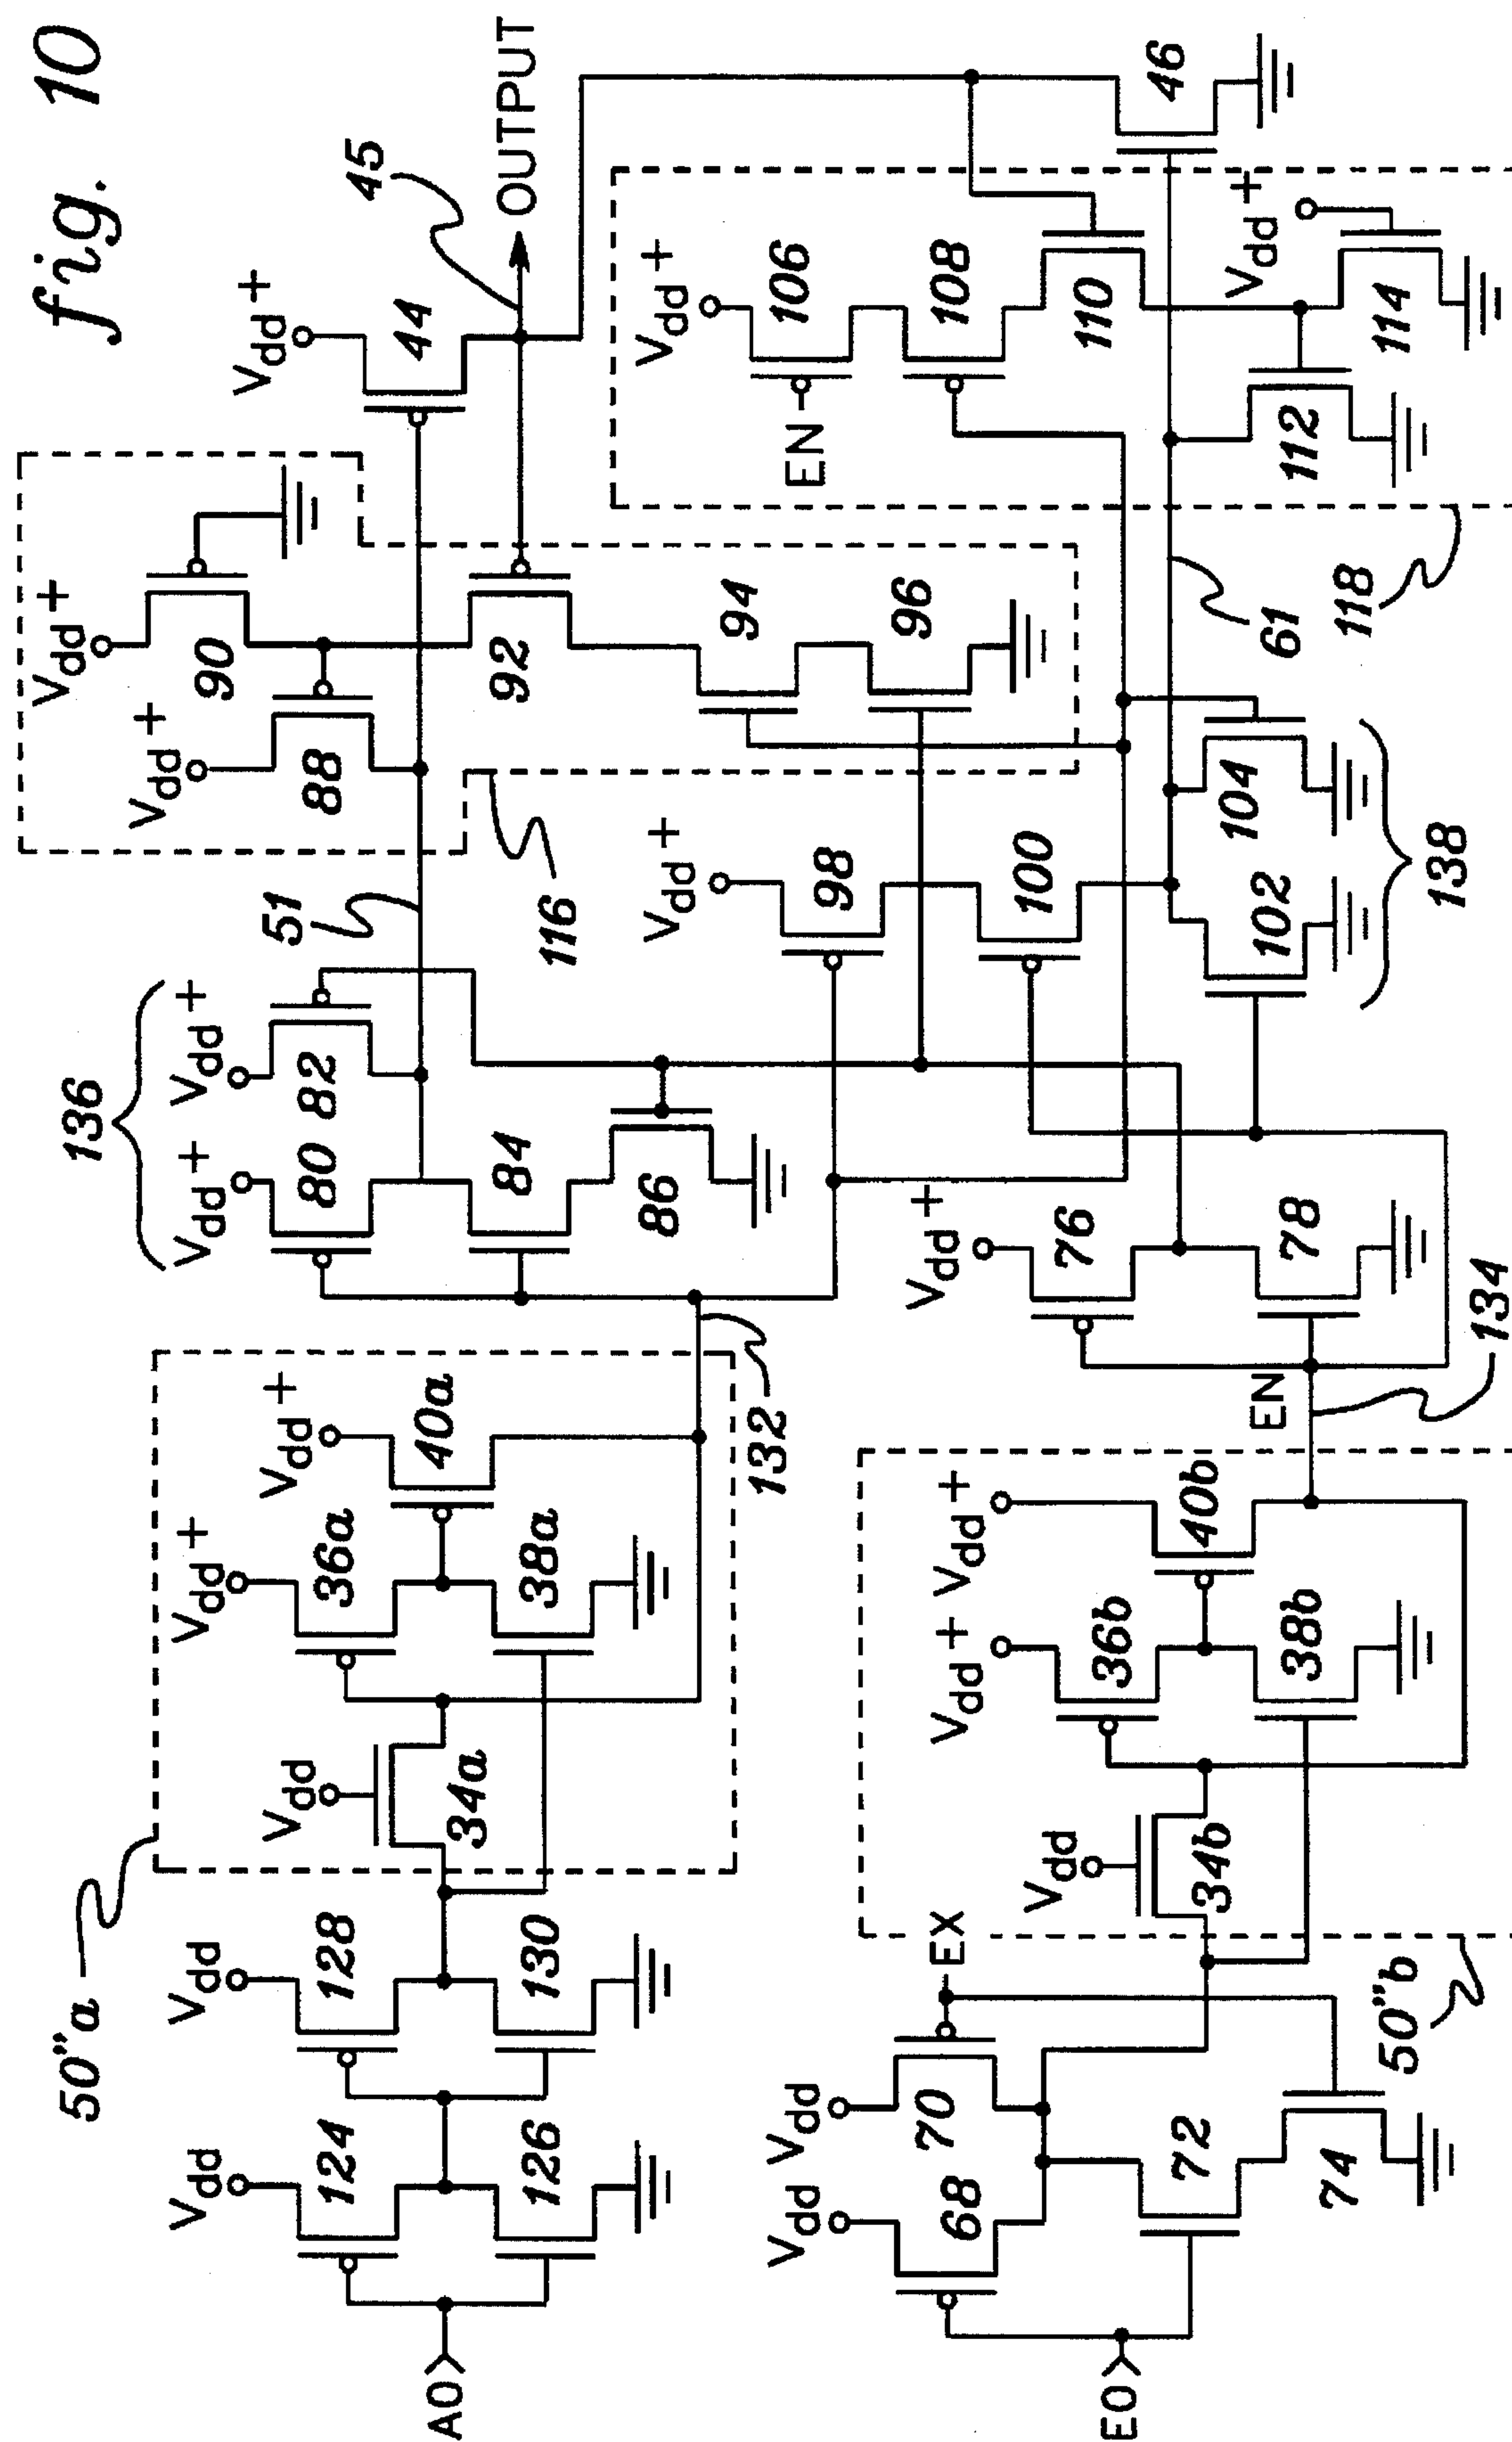 fig. 10
136
Vdd+
Vdd+
Vdd+
Vdd+
Vdd+
80
82
88
90
51
116
84
86
92
94
96
44
45
OUTPUT
50"a
Vdd
Vdd
Vdd
Vdd+
Vdd+
124
128
36a
40a
34a
126
130
38a
A0
132
Vdd+
98
100
Vdd+
106
EN
108
110
Vdd+
112
114
46
61
118
102
104
138
Vdd+
76
78
EN
134
Vdd
Vdd
EX
68
70
72
74
E0
Vdd
34b
Vdd+
Vdd+
36b
40b
38b
50"b